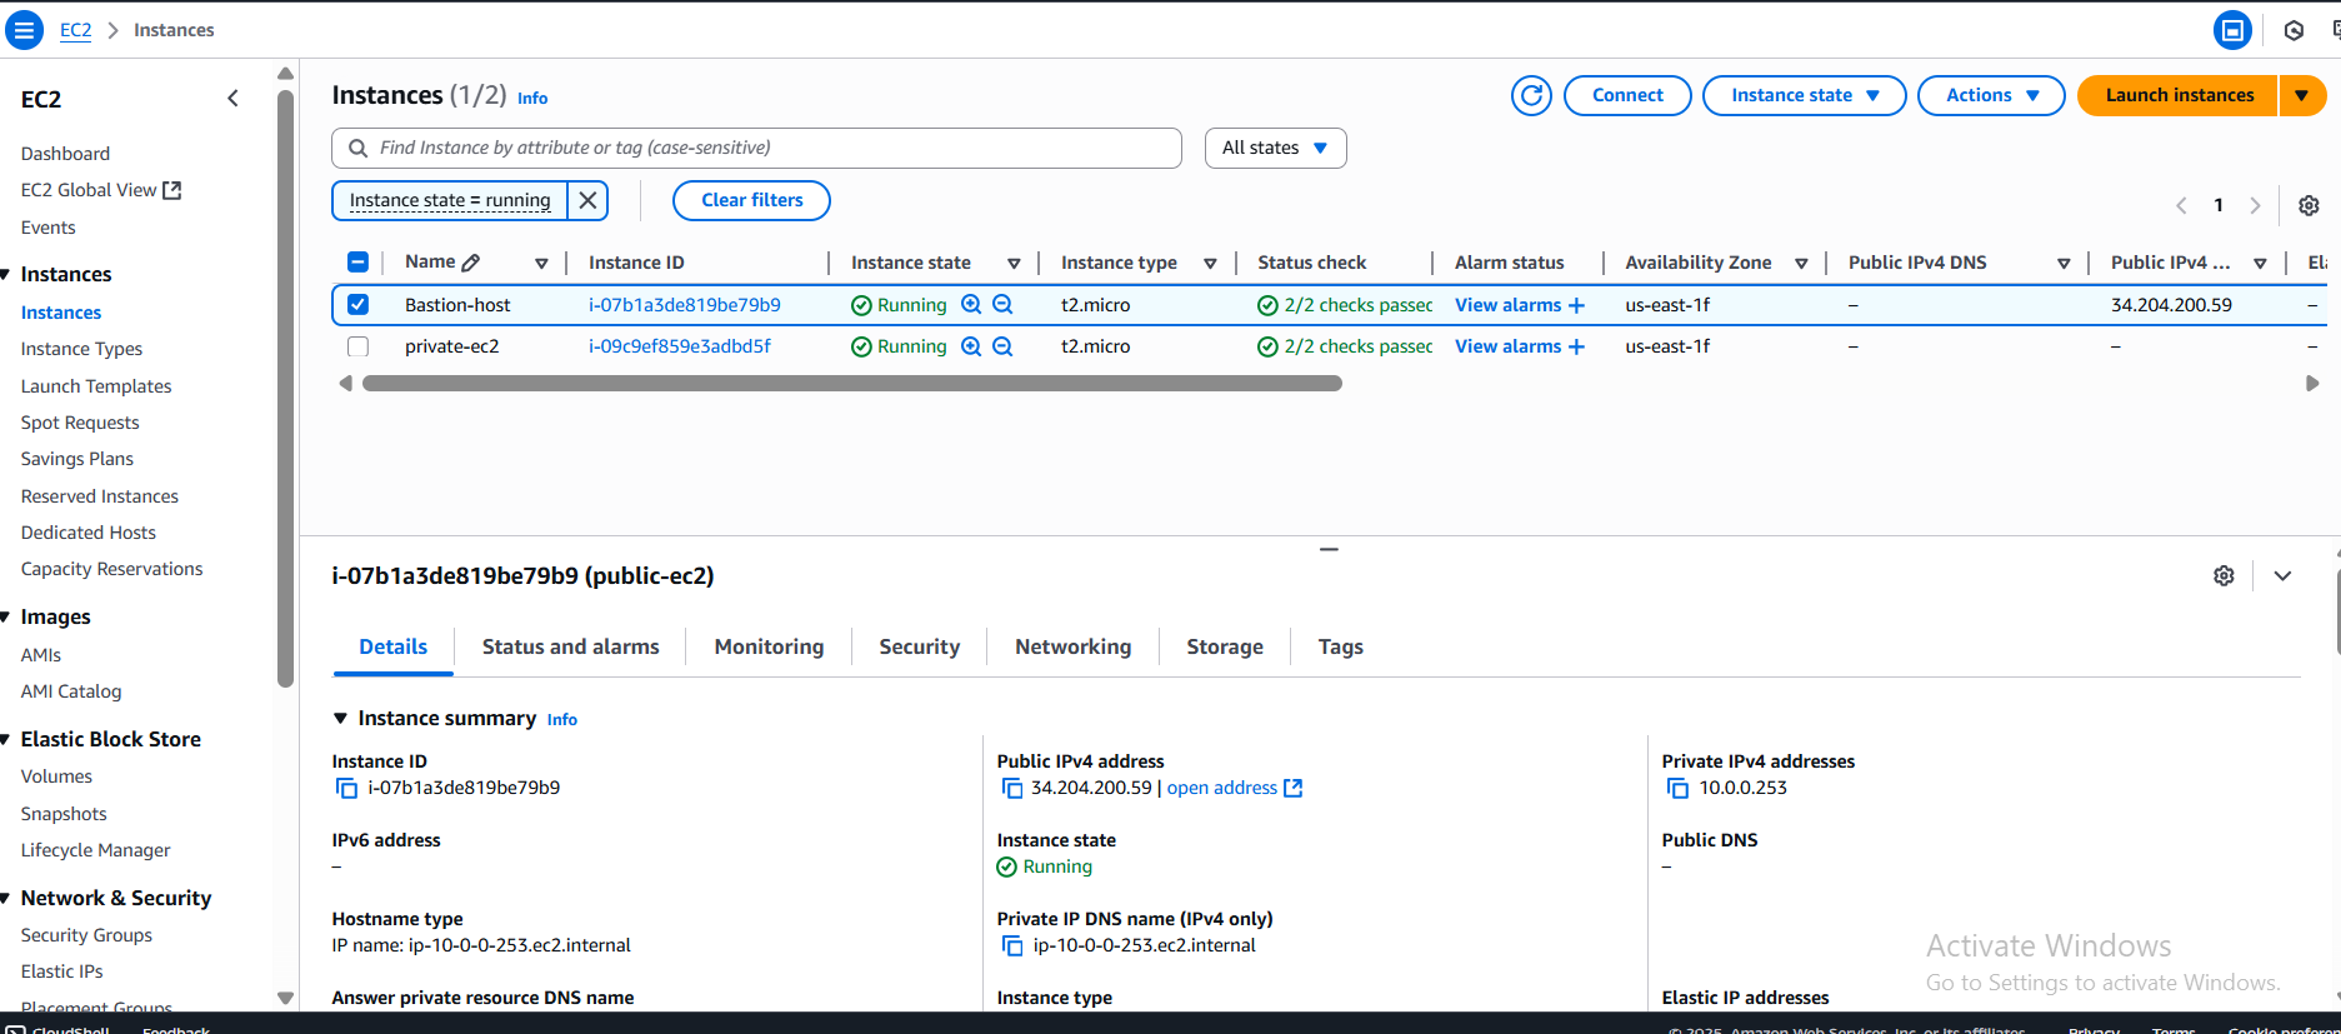 EC2 > Instances
EC2
Dashboard
EC2 Global View
Events
Instances
Instances
Instance Types
Launch Templates
Spot Requests
Savings Plans
Reserved Instances
Dedicated Hosts
Capacity Reservations
Images
AMIs
AMI Catalog
Elastic Block Store
Volumes
Snapshots
Lifecycle Manager
Network & Security
Security Groups
Elastic IPs
Placement Groups
Instances (1/2) Info
Connect Instance state Actions Launch instances
Find Instance by attribute or tag (case-sensitive) All states
Instance state = running Clear filters
1
Name Instance ID Instance state Instance type Status check Alarm status Availability Zone Public IPv4 DNS Public IPv4 ... Ela
Bastion-host i-07b1a3de819be79b9 Running t2.micro 2/2 checks passed View alarms + us-east-1f – 34.204.200.59 –
private-ec2 i-09c9ef859e3adbd5f Running t2.micro 2/2 checks passed View alarms + us-east-1f – – –
i-07b1a3de819be79b9 (public-ec2)
Details Status and alarms Monitoring Security Networking Storage Tags
Instance summary Info
Instance ID
i-07b1a3de819be79b9
Public IPv4 address
34.204.200.59 | open address
Private IPv4 addresses
10.0.0.253
IPv6 address
–
Instance state
Running
Public DNS
–
Hostname type
IP name: ip-10-0-0-253.ec2.internal
Private IP DNS name (IPv4 only)
ip-10-0-0-253.ec2.internal
Answer private resource DNS name
Instance type
Elastic IP addresses
Activate Windows
Go to Settings to activate Windows.
CloudShell Feedback © 2025, Amazon Web Services, Inc. or its affiliates. Privacy Terms Cookie preferen